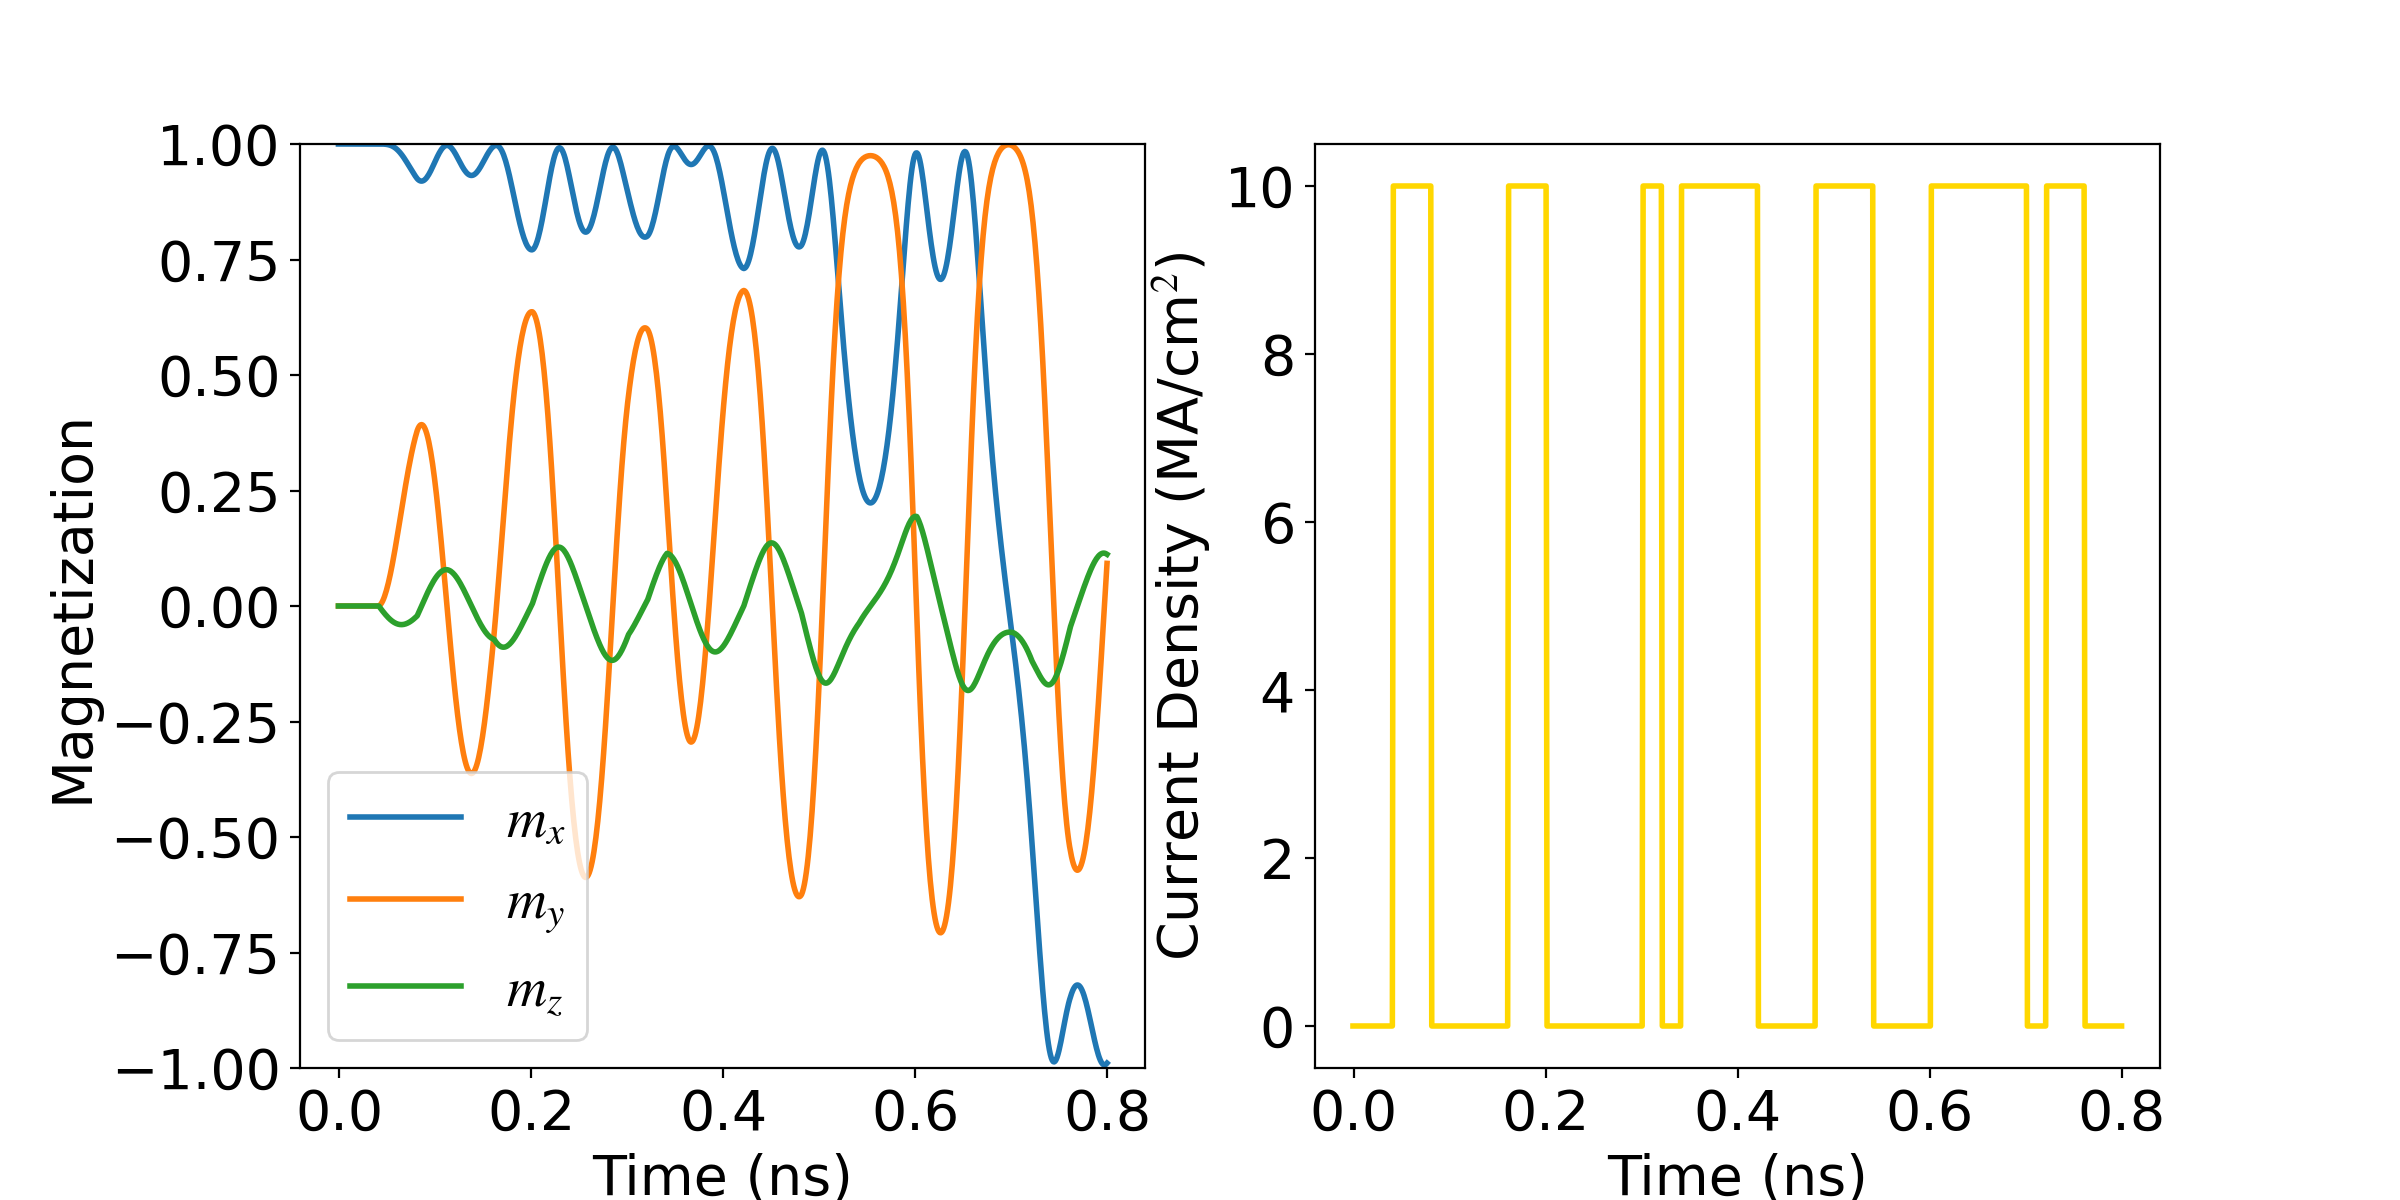 Magnetization
1.00
0.75
0.50
0.25
0.00
−0.25
−0.50
−0.75
−1.00
0.0 0.2 0.4 0.6 0.8
Time (ns)
m_x
m_y
m_z
Current Density (MA/cm²)
10
8
6
4
2
0
0.0 0.2 0.4 0.6 0.8
Time (ns)